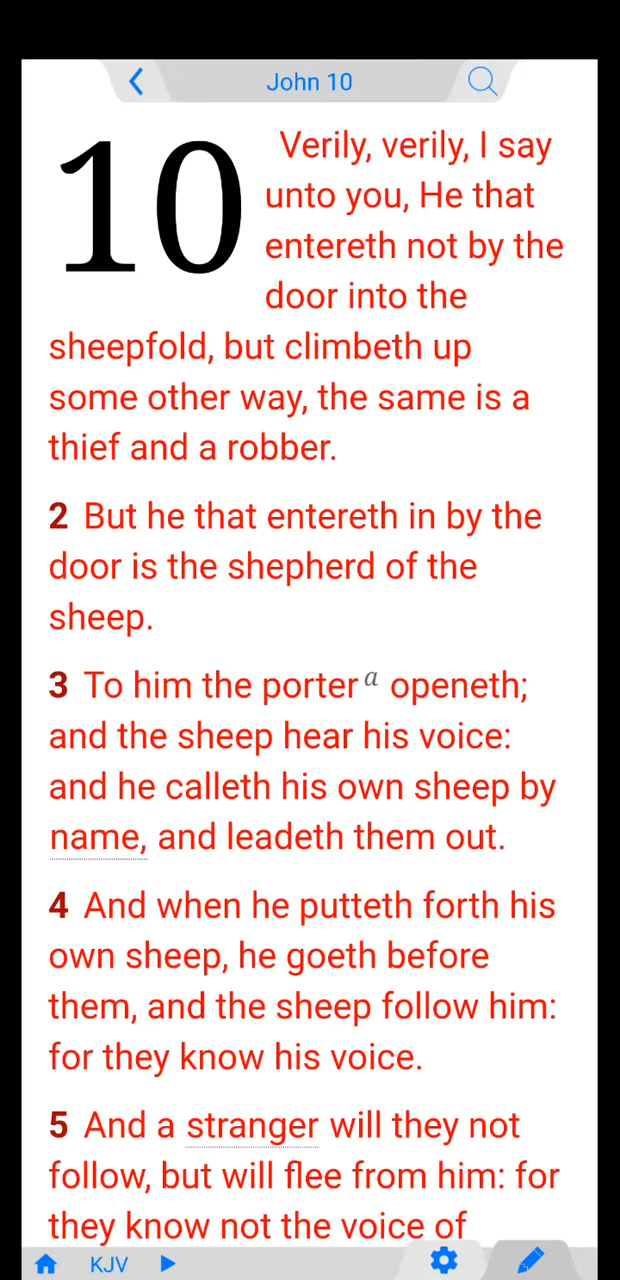 John 10
10 Verily, verily, I say
unto you, He that
entereth not by the
door into the
sheepfold, but climbeth up
some other way, the same is a
thief and a robber.
2 But he that entereth in by the
door is the shepherd of the
sheep.
3 To him the porter a openeth;
and the sheep hear his voice:
and he calleth his own sheep by
name, and leadeth them out.
4 And when he putteth forth his
own sheep, he goeth before
them, and the sheep follow him:
for they know his voice.
5 And a stranger will they not
follow, but will flee from him: for
they know not the voice of
KJV